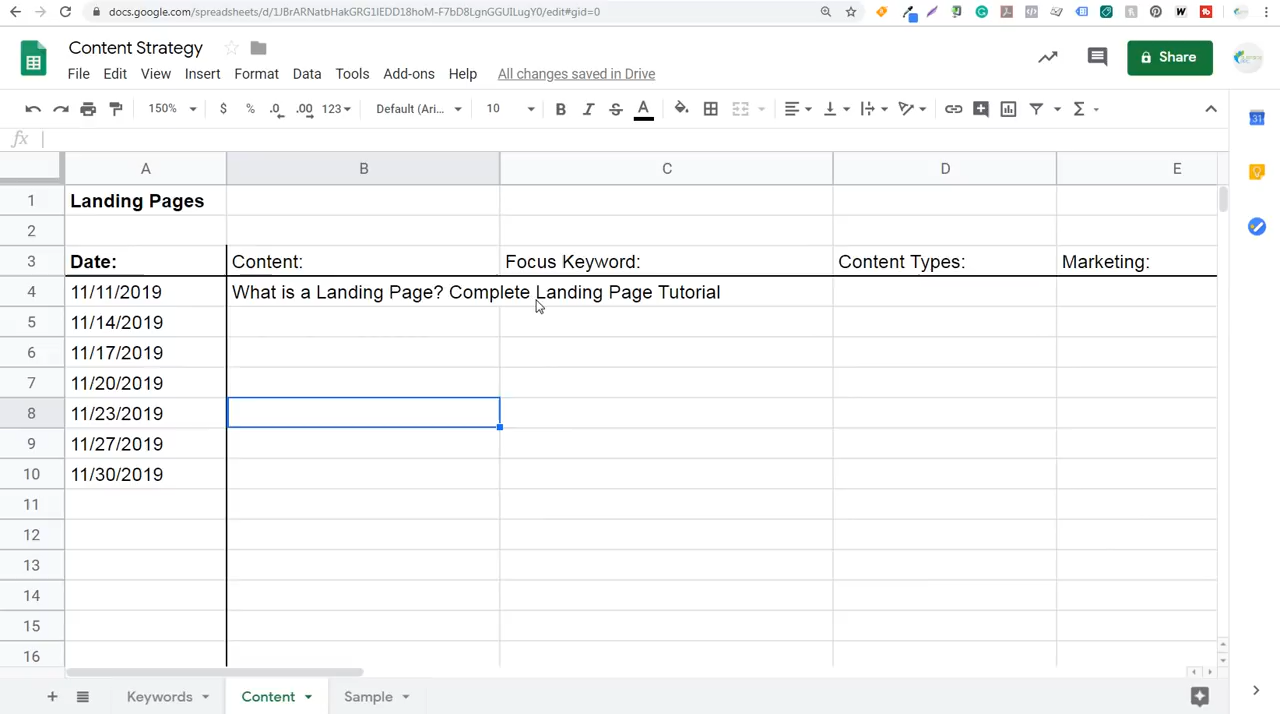 docs.google.com/spreadsheets/d/1JBrARNatbHakGRG1IEDD18hoM-F7bD8LgnGGUILugY0/edit#gid=0
Content Strategy
File Edit View Insert Format Data Tools Add-ons Help All changes saved in Drive
Share
150% $ % .0 .00 123 Default (Ari... 10 B I S A Σ
fx
A B C D E
1 Landing Pages
2
3 Date: Content: Focus Keyword: Content Types: Marketing:
4 11/11/2019 What is a Landing Page? Complete Landing Page Tutorial
5 11/14/2019
6 11/17/2019
7 11/20/2019
8 11/23/2019
9 11/27/2019
10 11/30/2019
11
12
13
14
15
16
Keywords Content Sample
31